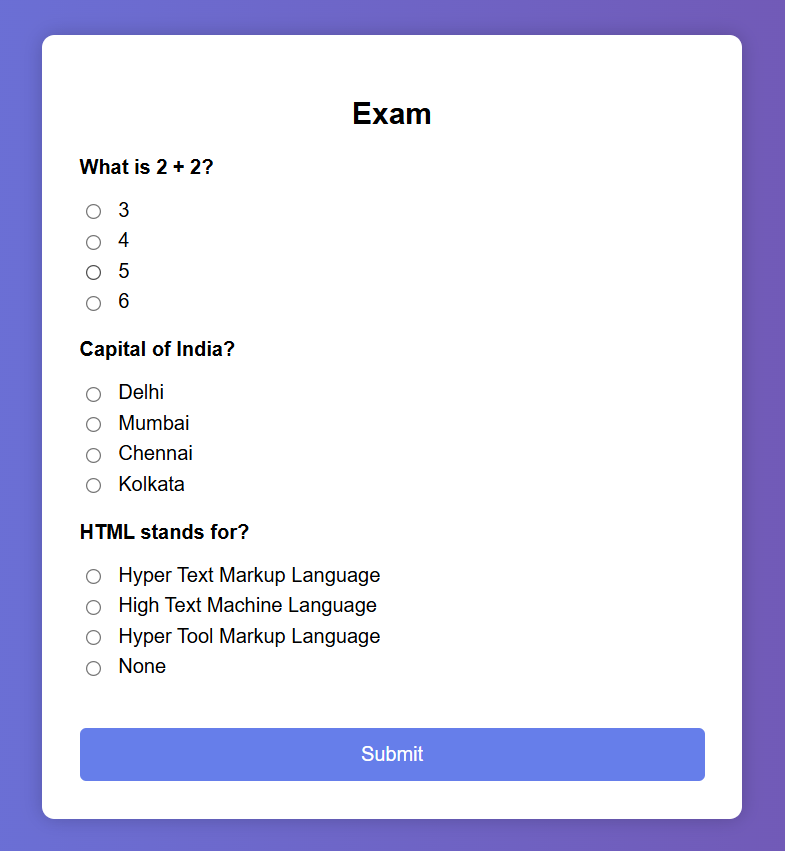 Exam
What is 2 + 2?
3
4
5
6
Capital of India?
Delhi
Mumbai
Chennai
Kolkata
HTML stands for?
Hyper Text Markup Language
High Text Machine Language
Hyper Tool Markup Language
None
Submit